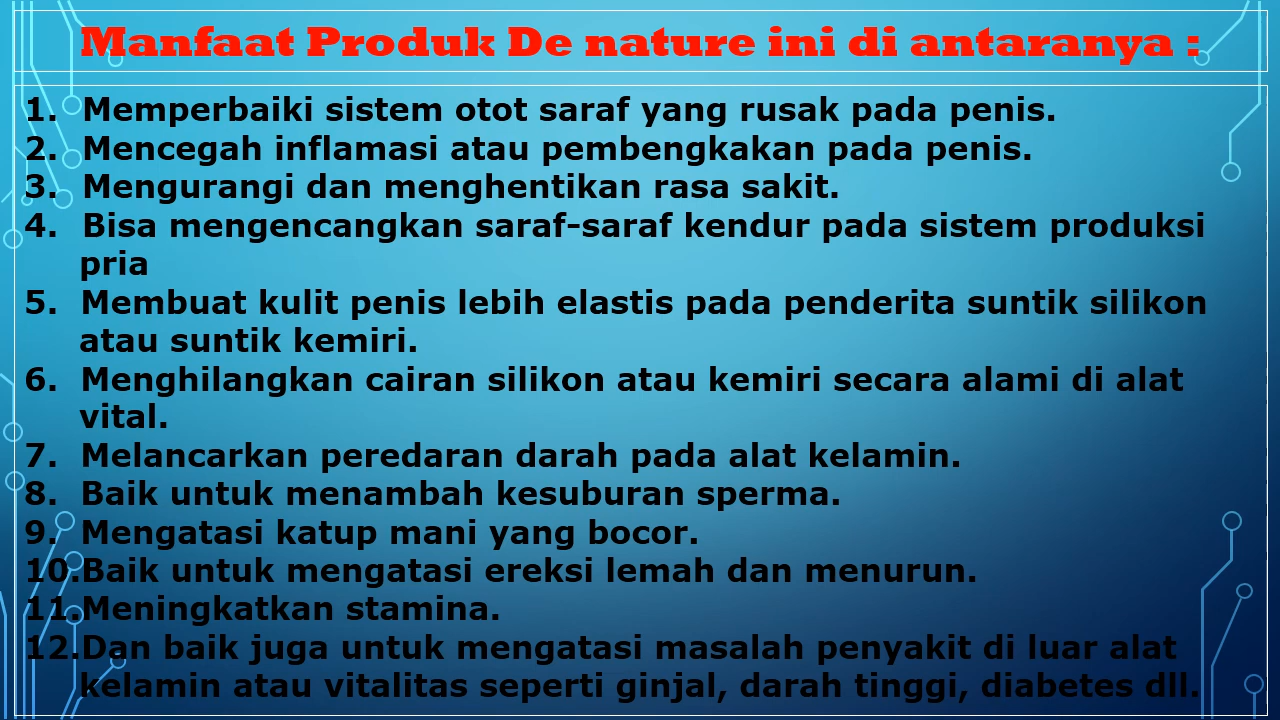 Manfaat Produk De nature ini di antaranya :
1. Memperbaiki sistem otot saraf yang rusak pada penis.
2. Mencegah inflamasi atau pembengkakan pada penis.
3. Mengurangi dan menghentikan rasa sakit.
4. Bisa mengencangkan saraf-saraf kendur pada sistem produksi
pria
5. Membuat kulit penis lebih elastis pada penderita suntik silikon
atau suntik kemiri.
6. Menghilangkan cairan silikon atau kemiri secara alami di alat
vital.
7. Melancarkan peredaran darah pada alat kelamin.
8. Baik untuk menambah kesuburan sperma.
9. Mengatasi katup mani yang bocor.
10.Baik untuk mengatasi ereksi lemah dan menurun.
11.Meningkatkan stamina.
12.Dan baik juga untuk mengatasi masalah penyakit di luar alat
kelamin atau vitalitas seperti ginjal, darah tinggi, diabetes dll.